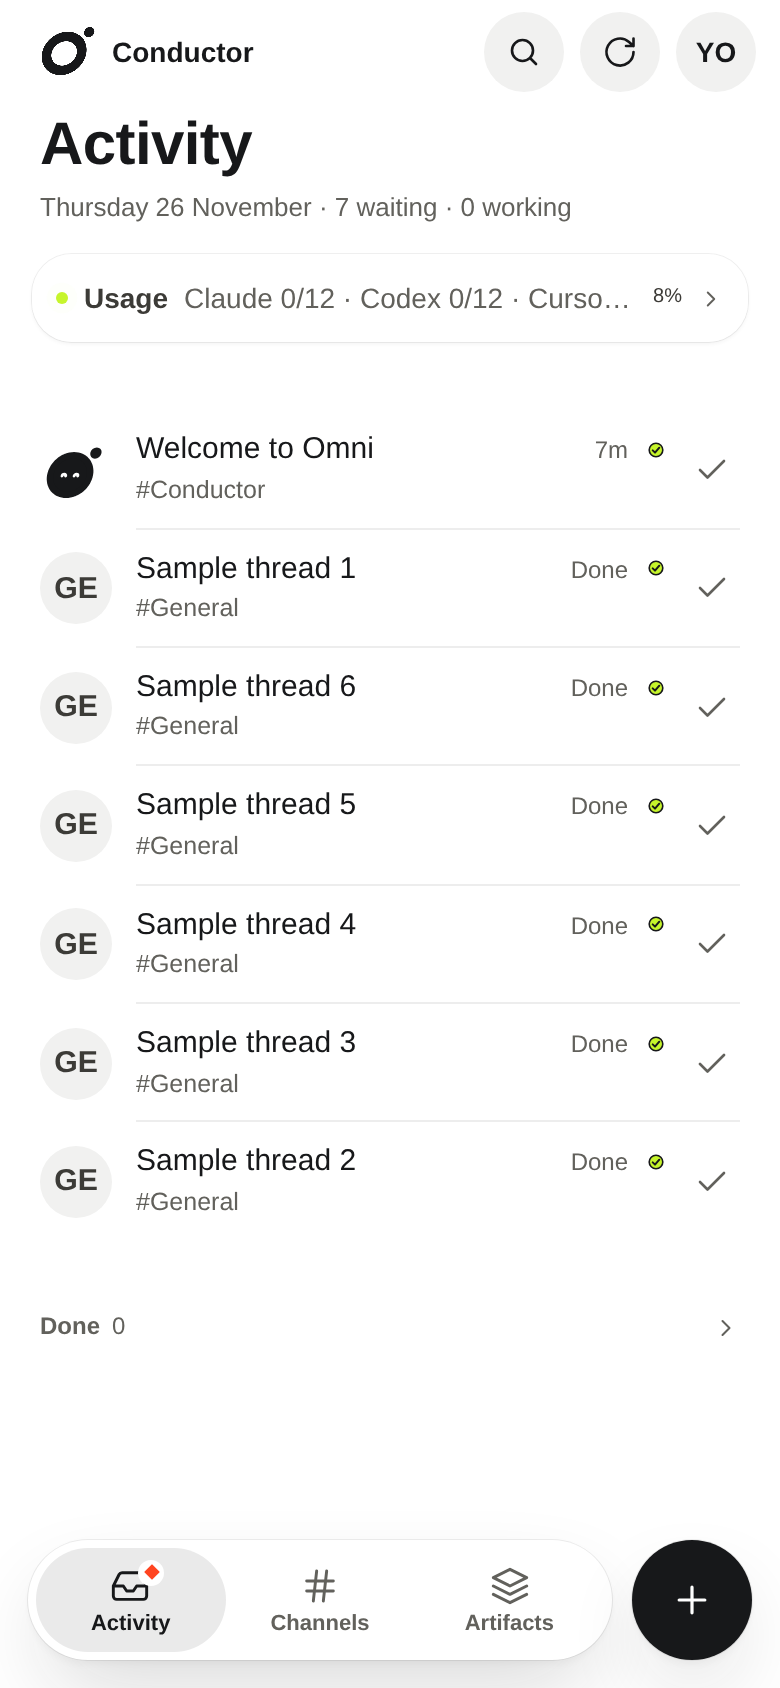 Conductor
YO
Activity
Thursday 26 November · 7 waiting · 0 working
Usage Claude 0/12 · Codex 0/12 · Curso… 8%
Welcome to Omni 7m
#Conductor
GE Sample thread 1 Done
#General
GE Sample thread 6 Done
#General
GE Sample thread 5 Done
#General
GE Sample thread 4 Done
#General
GE Sample thread 3 Done
#General
GE Sample thread 2 Done
#General
Done 0
Activity Channels Artifacts